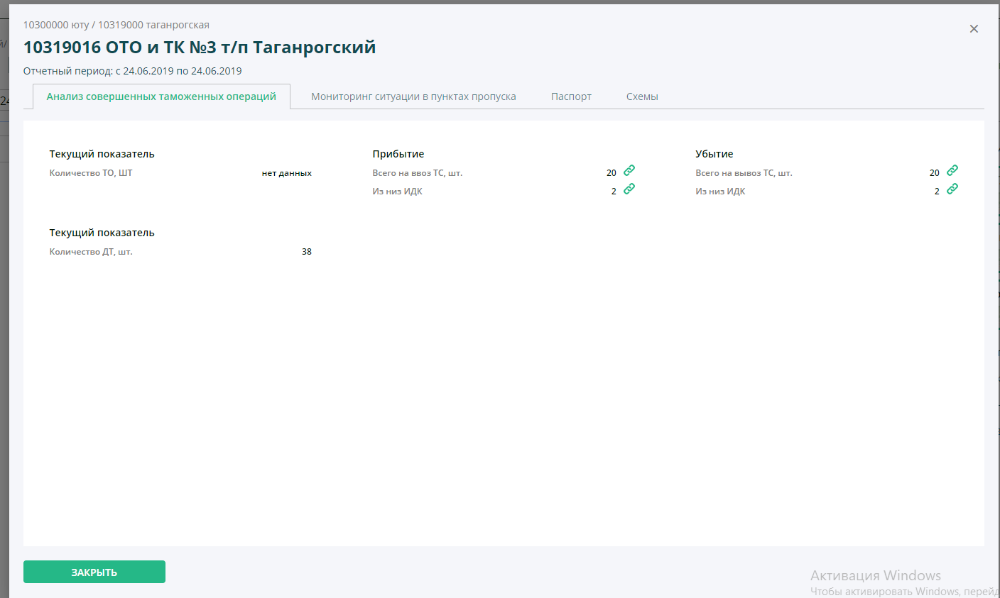 10300000 юту / 10319000 таганрогская
10319016 ОТО и ТК №3 т/п Таганрогский
Отчетный период: с 24.06.2019 по 24.06.2019
Анализ совершенных таможенных операций
Мониторинг ситуации в пунктах пропуска
Паспорт
Схемы
Текущий показатель
Количество ТО, ШТ нет данных
Прибытие
Всего на ввоз ТС, шт. 20
Из низ ИДК 2
Убытие
Всего на вывоз ТС, шт. 20
Из низ ИДК 2
Текущий показатель
Количество ДТ, шт. 38
ЗАКРЫТЬ
Активация Windows
Чтобы активировать Windows, перейд